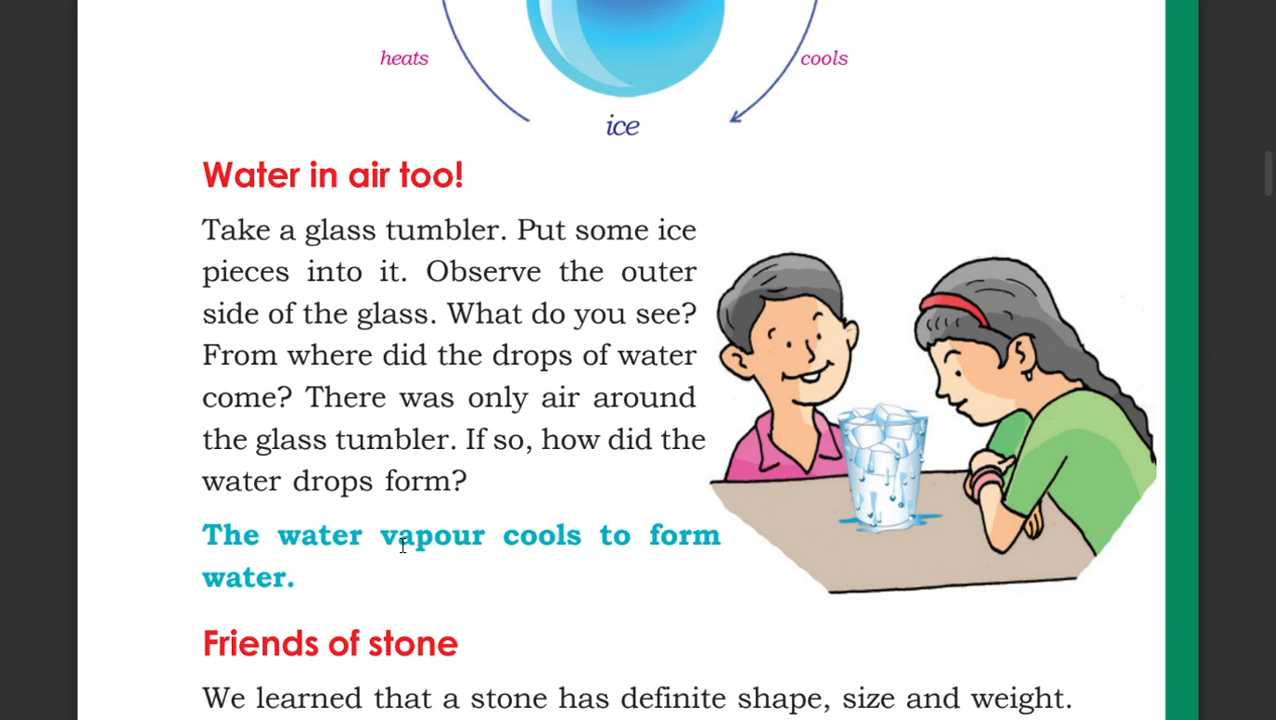 heats
cools
ice
Water in air too!
Take a glass tumbler. Put some ice
pieces into it. Observe the outer
side of the glass. What do you see?
From where did the drops of water
come? There was only air around
the glass tumbler. If so, how did the
water drops form?
The water vapour cools to form
water.
Friends of stone
We learned that a stone has definite shape, size and weight.